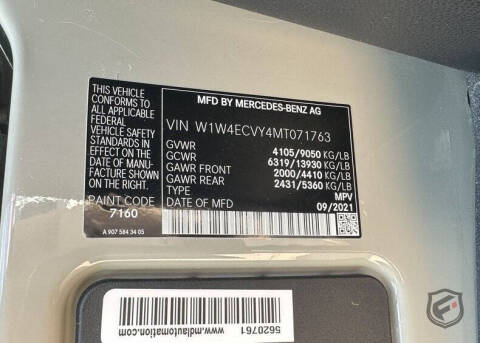 THIS VEHICLE
CONFORMS TO ALL
APPLICABLE
FEDERAL
VEHICLE SAFETY
STANDARDS IN
EFFECT ON THE
DATE OF MANU-
FACTURE SHOWN
PAINT CODE
7160
A 907 584 34 05
MFD BY MERCEDES-BENZ AG
VIN W1W4ECVY4MT071763
GVWR 4105/9050 KG/LB
GCWR 6319/13930 KG/LB
GAWR FRONT 2000/4410 KG/LB
GAWR REAR 2431/5360 KG/LB
TYPE MPV
DATE OF MFD 09/2021
5620761
www.mdlautomation.com
F